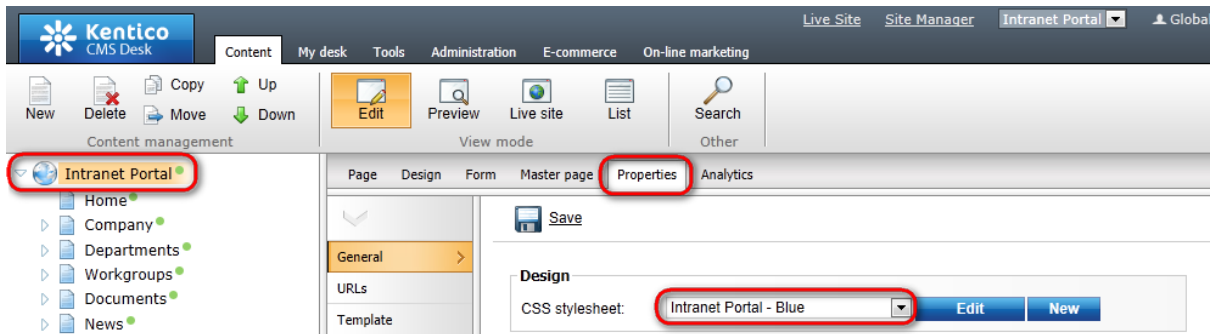 Live Site Site Manager Intranet Portal Global
Kentico
CMS Desk
Content My desk Tools Administration E-commerce On-line marketing
Copy Up
New Delete Move Down Edit Preview Live site List Search
Content management View mode Other
Intranet Portal Page Design Form Master page Properties Analytics
Home
Company Save
Departments General
Workgroups URLs Design
Documents CSS stylesheet: Intranet Portal - Blue Edit New
News Template